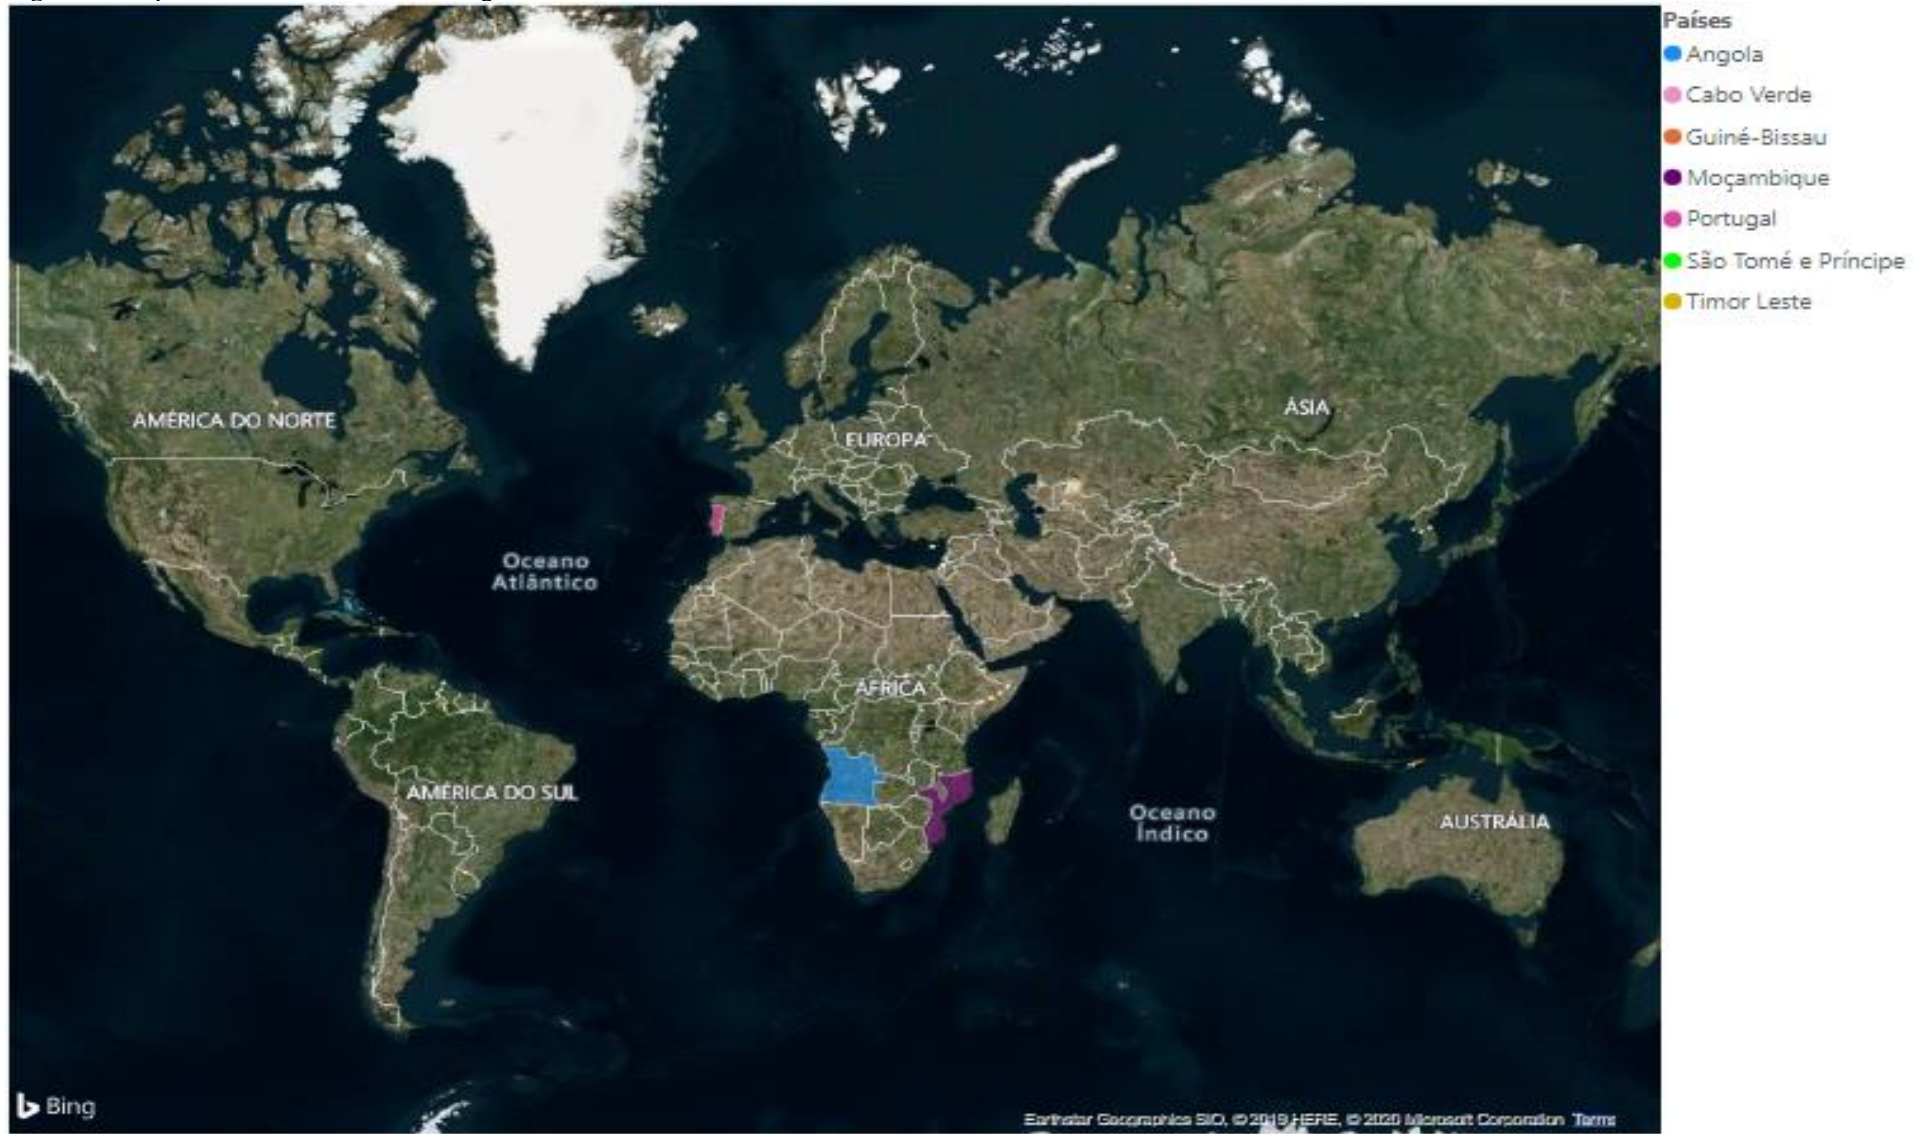 Países
Angola
Cabo Verde
Guiné-Bissau
Moçambique
Portugal
São Tomé e Príncipe
Timor Leste
AMÉRICA DO NORTE
ÁSIA
EUROPA
Oceano
Atlântico
ÁFRICA
AMÉRICA DO SUL
Oceano
Índico
AUSTRÁLIA
Bing
Earthstar Geographics SIO, © 2019 HERE, © 2020 Microsoft Corporation Terms